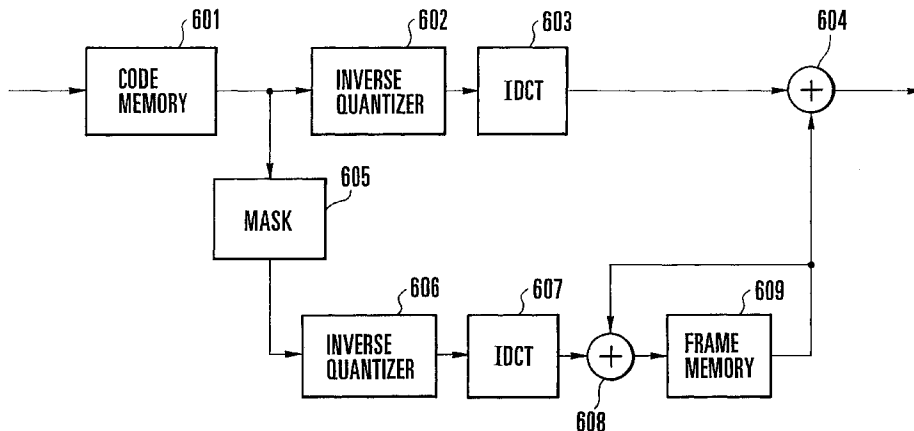 601
602
603
604
CODE
MEMORY
INVERSE
QUANTIZER
IDCT
+
605
MASK
606
607
609
INVERSE
QUANTIZER
IDCT
+
FRAME
MEMORY
608